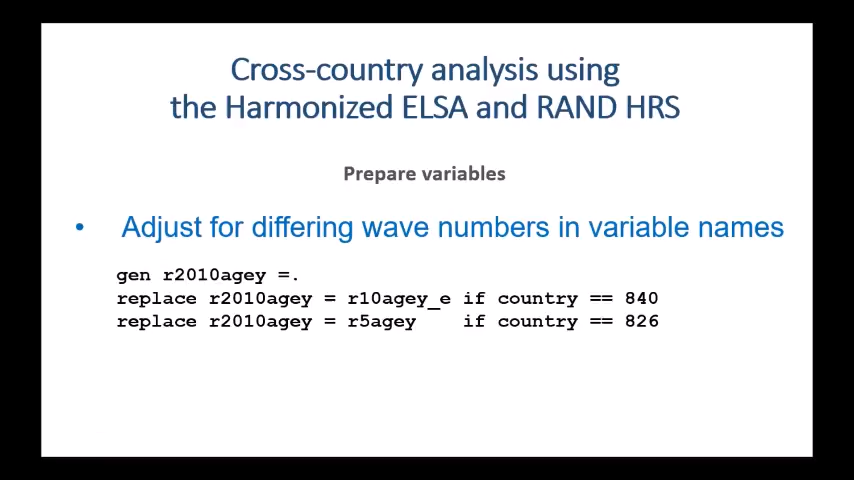 Cross-country analysis using
the Harmonized ELSA and RAND HRS
Prepare variables
• Adjust for differing wave numbers in variable names
gen r2010agey =.
replace r2010agey = r10agey_e if country == 840
replace r2010agey = r5agey    if country == 826